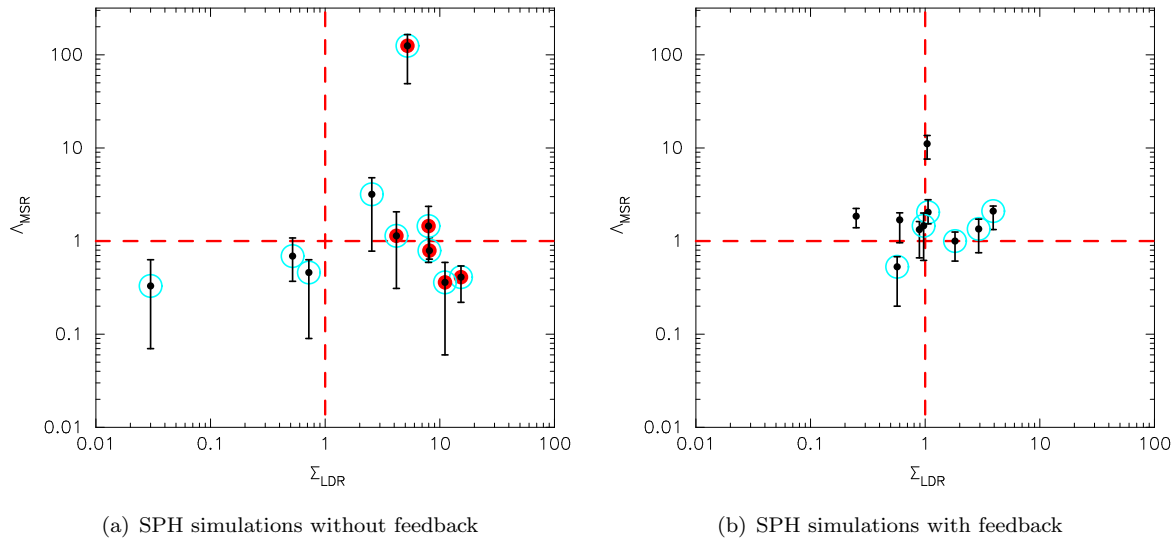 100
10
1
0.1
0.01
Λ_MSR
0.01 0.1 1 10 100
Σ_LDR
(a) SPH simulations without feedback
100
10
1
0.1
0.01
Λ_MSR
0.01 0.1 1 10 100
Σ_LDR
(b) SPH simulations with feedback